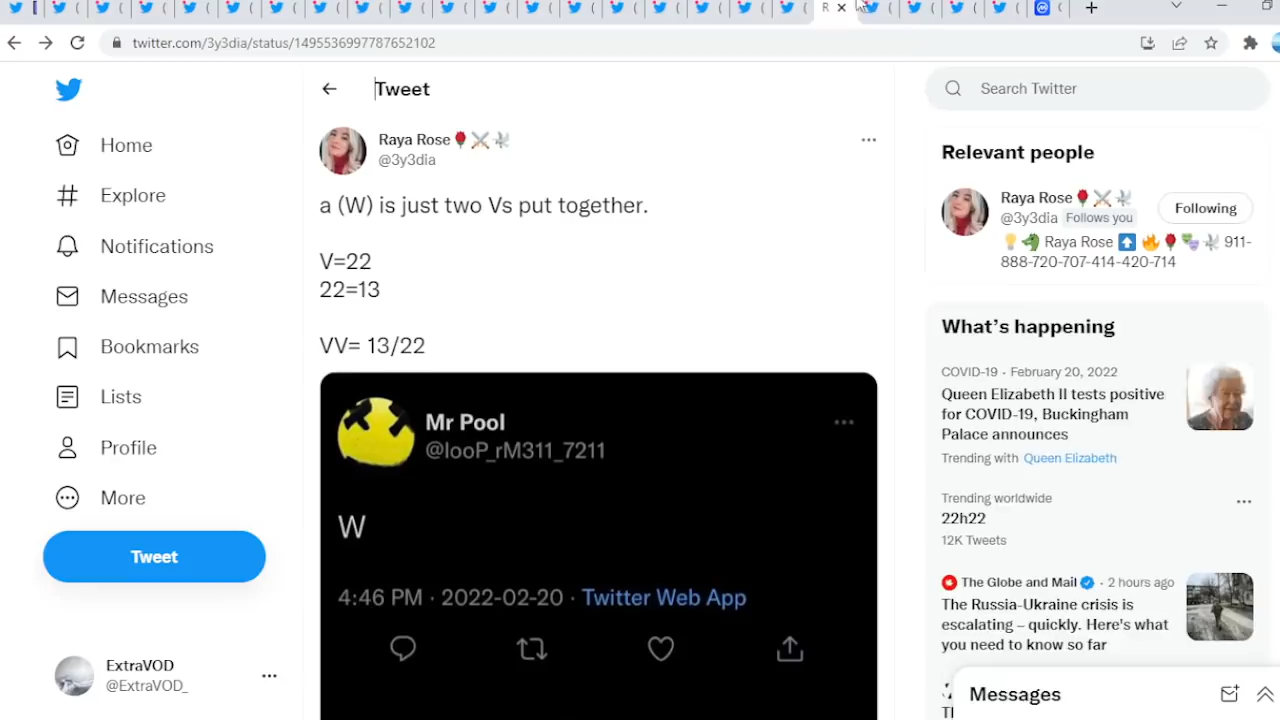 twitter.com/3y3dia/status/1495536997787652102
Home
Explore
Notifications
Messages
Bookmarks
Lists
Profile
More
Tweet
ExtraVOD
@ExtraVOD_
Tweet
Raya Rose🌹⚔️🕊️
@3y3dia
a (W) is just two Vs put together.
V=22
22=13
VV= 13/22
Mr Pool
@looP_rM311_7211
W
4:46 PM · 2022-02-20 · Twitter Web App
Search Twitter
Relevant people
Raya Rose🌹⚔️🕊️
@3y3dia Follows you
Following
💡🐉 Raya Rose ⬆️🔥🌹🎭🕊️ 911-
888-720-707-414-420-714
What's happening
COVID-19 · February 20, 2022
Queen Elizabeth II tests positive
for COVID-19, Buckingham
Palace announces
Trending with Queen Elizabeth
Trending worldwide
22h22
12K Tweets
The Globe and Mail · 2 hours ago
The Russia-Ukraine crisis is
escalating – quickly. Here's what
you need to know so far
Messages